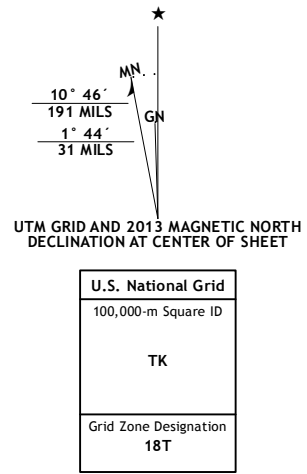 ★
MN
GN
10° 46´
191 MILS
1° 44´
31 MILS
UTM GRID AND 2013 MAGNETIC NORTH
DECLINATION AT CENTER OF SHEET
U.S. National Grid
100,000-m Square ID
TK
Grid Zone Designation
18T